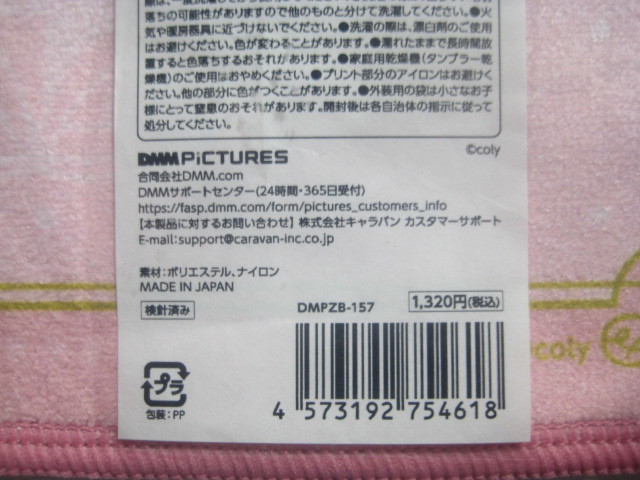 落ちの可能性がありますので他のものと分けて洗濯してください。●火
気や暖房器具に近づけないでください。●洗濯の際は、漂白剤のご使用
はお避けください。色が変わることがあります。●濡れたままで長時間放
置すると色落ちするおそれがあります。●家庭用乾燥機(タンブラー乾
燥機)のご使用はおやめください。●プリント部分のアイロンはお避けく
ださい。他の部分に色がつくことがあります。●外装用の袋は小さなお子
様にとって窒息のおそれがあります。開封後は各自治体の指示に従って
処分してください。
©coly
DMM PiCTURES
合同会社DMM.com
DMMサポートセンター(24時間・365日受付)
https://fasp.dmm.com/form/pictures_customers_info
【本製品に対するお問い合わせ】 株式会社キャラバン カスタマーサポート
E-mail:support@caravan-inc.co.jp
素材:ポリエステル、ナイロン
MADE IN JAPAN
検針済み
DMPZB-157
1,320円(税込)
プラ
包装:PP
4 573192 754618
coly